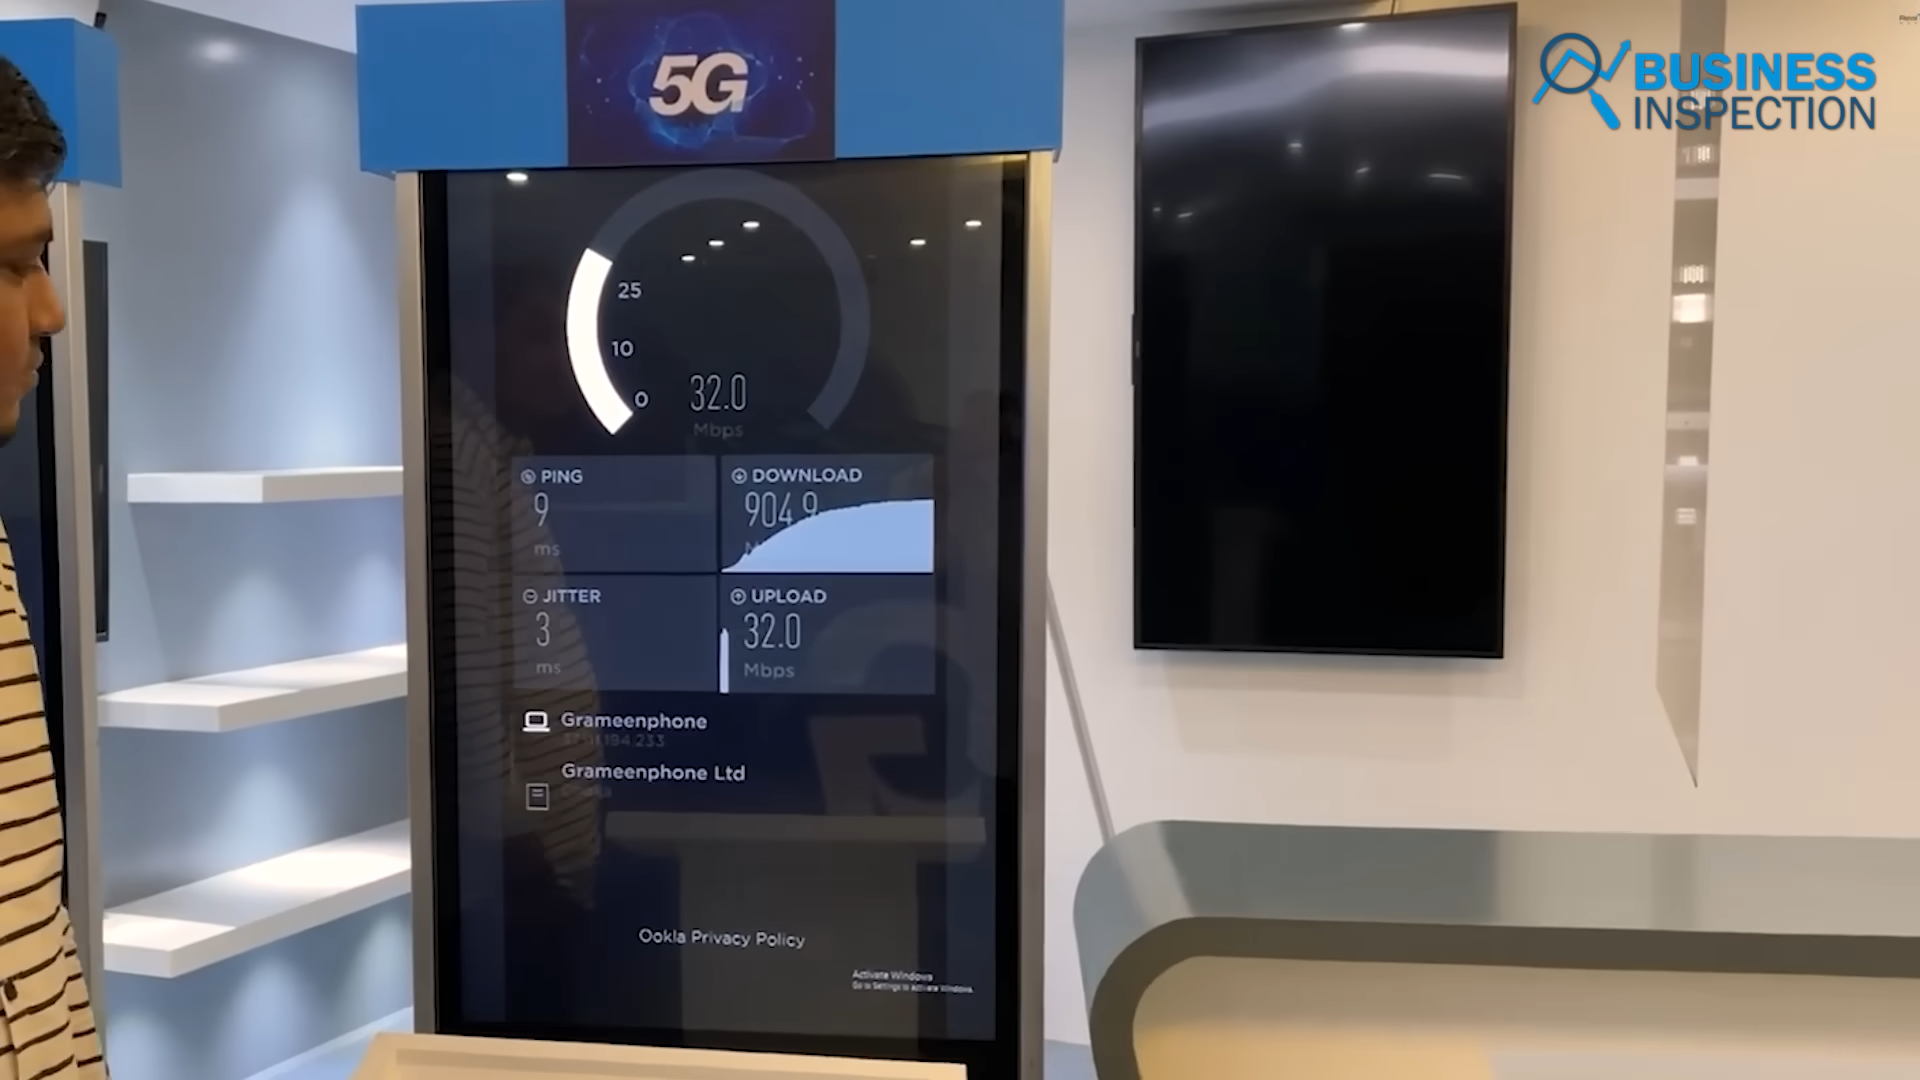 5G
BUSINESS
INSPECTION
25
10
0
32.0
Mbps
PING
9
ms
DOWNLOAD
904.9
JITTER
3
ms
UPLOAD
32.0
Mbps
Grameenphone
Grameenphone Ltd
Ookla Privacy Policy
Activate Windows
Go to Settings to activate Windows.